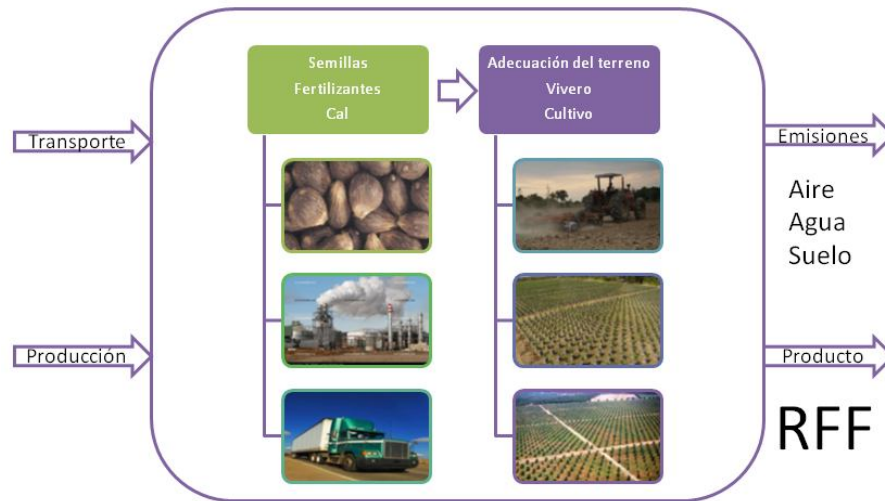 Semillas
Fertilizantes
Cal
Adecuación del terreno
Vivero
Cultivo
Transporte
Producción
Emisiones
Aire
Agua
Suelo
Producto
RFF